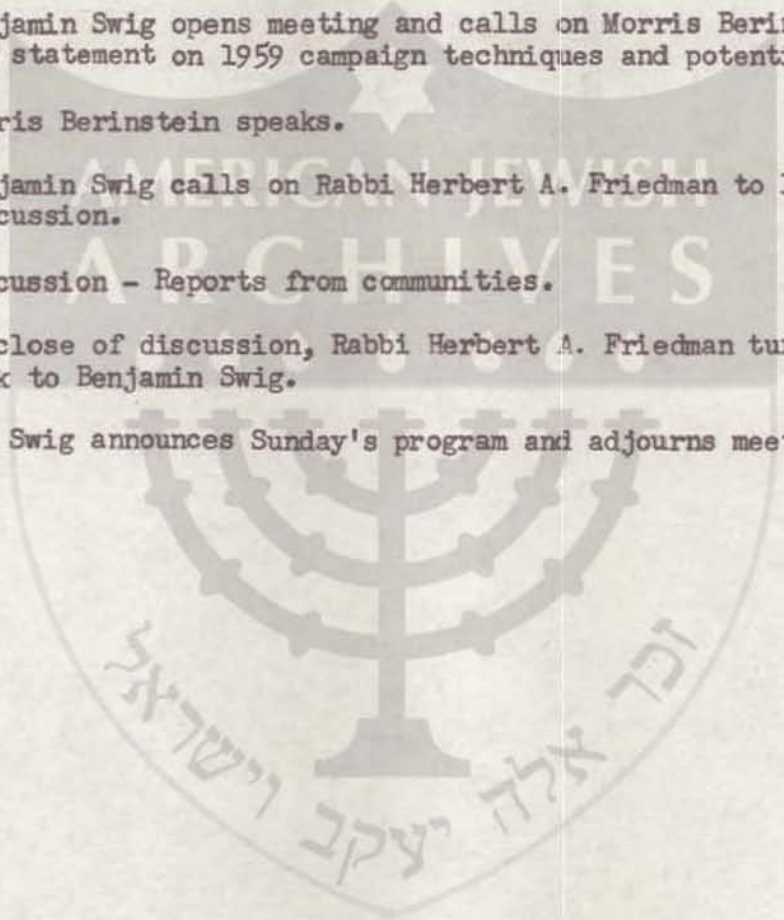 jamin Swig opens meeting and calls on Morris Beri
statement on 1959 campaign techniques and potent
ris Berinstein speaks.
jamin Swig calls on Rabbi Herbert A. Friedman to
cussion.
cussion - Reports from communities.
close of discussion, Rabbi Herbert A. Friedman tu
k to Benjamin Swig.
Swig announces Sunday's program and adjourns mee
AMERICAN JEWISH
ARCHIVES
זכר אלה יעקב וישראל